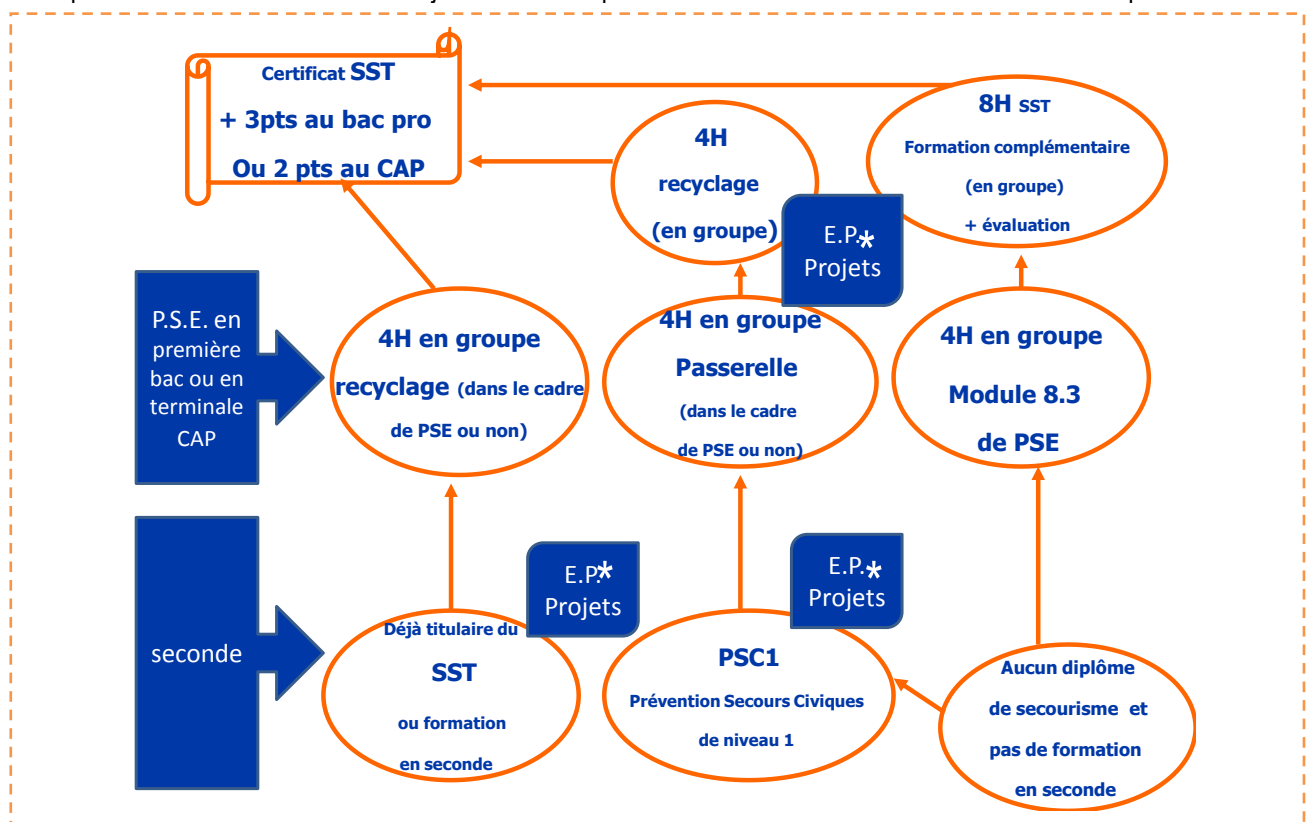 Certificat SST
+ 3pts au bac pro
Ou 2 pts au CAP
4H
recyclage
(en groupe)
8H SST
Formation complémentaire
(en groupe)
+ évaluation
E.P.*
Projets
P.S.E. en
première
bac ou en
terminale
CAP
4H en groupe
recyclage (dans le cadre
de PSE ou non)
4H en groupe
Passerelle
(dans le cadre
de PSE ou non)
4H en groupe
Module 8.3
de PSE
seconde
E.P.*
Projets
E.P.*
Projets
Déjà titulaire du
SST
ou formation
en seconde
PSC1
Prévention Secours Civiques
de niveau 1
Aucun diplôme
de secourisme et
pas de formation
en seconde